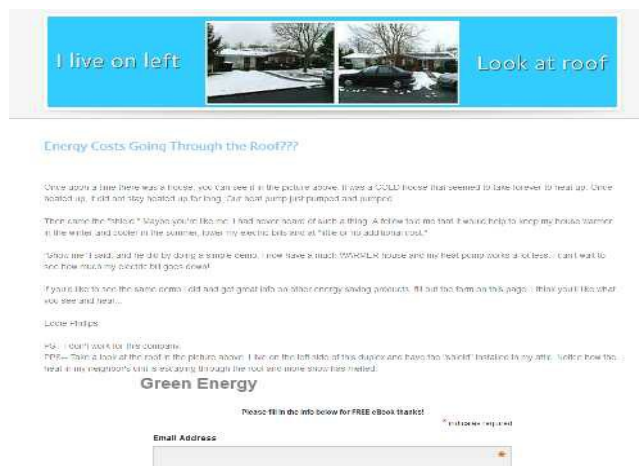 I live on left
Look at roof
Energy Costs Going Through the Roof???
Once upon a time there was a house, you can see it in the picture above. It was a COLD house that seemed to take forever to heat up. Once
heated up, it did not stay heated up for long. Our heat pump just pumped and pumped.
Then came the "shield." Maybe you're like me. I had never heard of such a thing. A fellow told me that it would help to keep my house warmer
in the winter and cooler in the summer, lower my electric bills and at "little or no additional cost."
"Show me" I said, and he did by doing a simple demo. I now have a much WARMER house and my heat pump works a lot less. I can't wait to
see how much my electric bill goes down!
If you'd like to see the same demo I did and get great info on other energy saving products, fill out the form on this page. I think you'll like what
you see and hear...
Eddie Phillips
PS - I don't work for this company.
PPS-- Take a look at the roof in the picture above. I live on the left side of this duplex and have the "shield" installed in my attic. Notice how the
heat in my neighbor's unit is escaping through the roof and more snow has melted.
Green Energy
Please fill in the info below for FREE eBook thanks!
* indicates required
Email Address
*